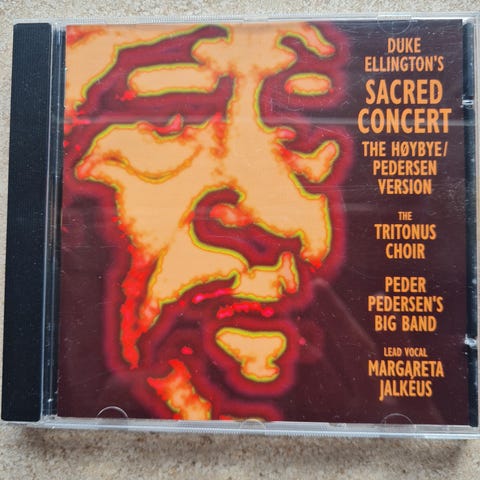 DUKE
ELLINGTON'S
SACRED
CONCERT
THE HØYBYE/
PEDERSEN
VERSION
THE
TRITONUS
CHOIR
PEDER
PEDERSEN'S
BIG BAND
LEAD VOCAL
MARGARETA
JALKÉUS